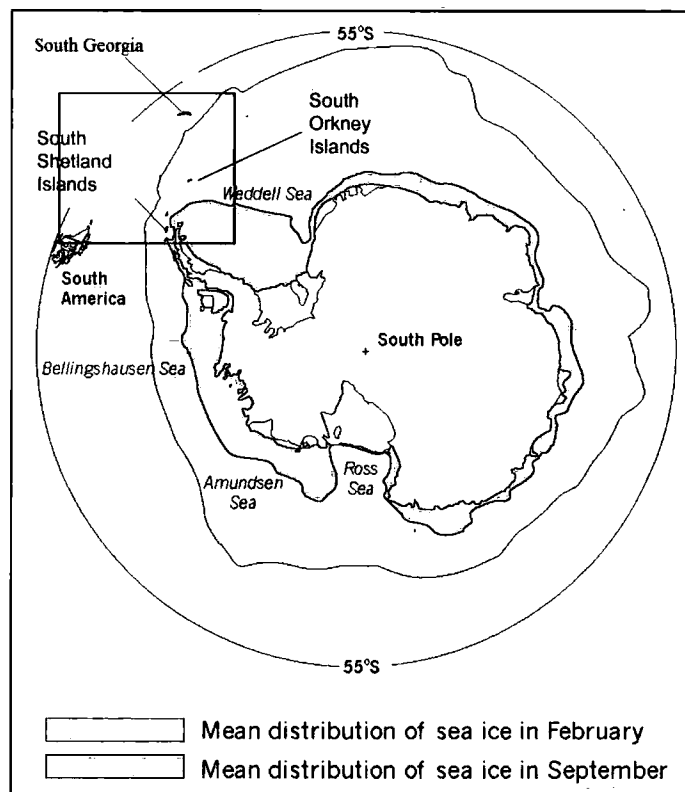 55°S
South Georgia
South
Orkney
Islands
South
Shetland
Islands
Weddell Sea
South
America
South Pole
Bellingshausen Sea
Amundsen
Sea
Ross
Sea
55°S
Mean distribution of sea ice in February
Mean distribution of sea ice in September